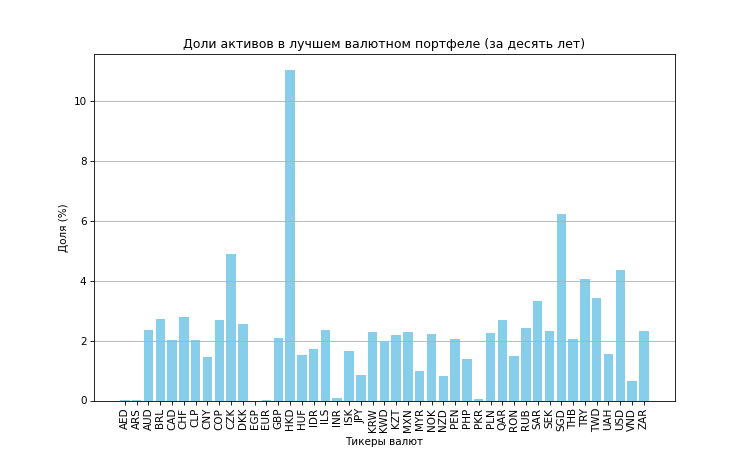 Доли активов в лучшем валютном портфеле (за десять лет)
Доля (%)
10
8
6
4
2
0
AED
ARS
AUD
BRL
CAD
CHF
CLP
CNY
COP
CZK
DKK
EGP
EUR
GBP
HKD
HUF
IDR
ILS
INR
ISK
JPY
KRW
KWD
KZT
MXN
MYR
NOK
NZD
PEN
PHP
PKR
PLN
QAR
RON
RUB
SAR
SEK
SGD
THB
TRY
TWD
UAH
USD
VND
ZAR
Тикеры валют